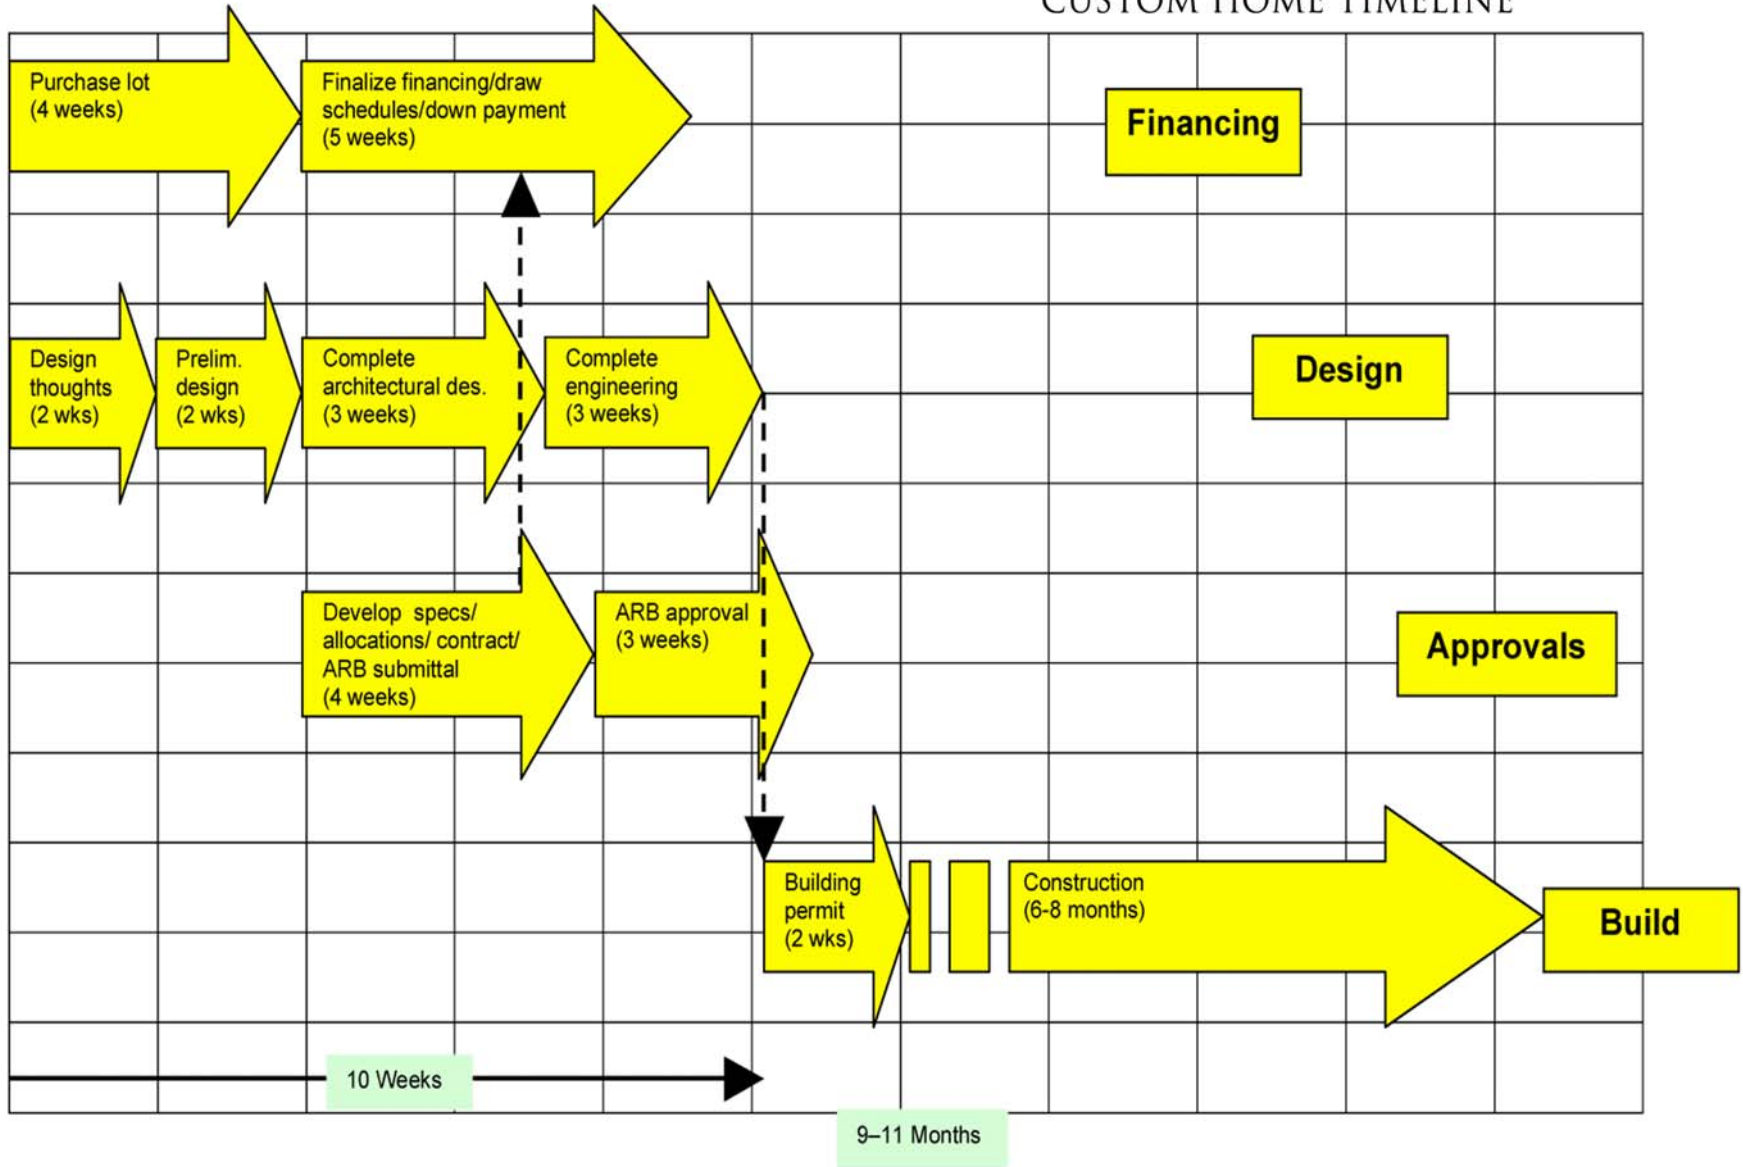 CUSTOM HOME TIMELINE
Purchase lot
(4 weeks)
Finalize financing/draw
schedules/down payment
(5 weeks)
Financing
Design
thoughts
(2 wks)
Prelim.
design
(2 wks)
Complete
architectural des.
(3 weeks)
Complete
engineering
(3 weeks)
Design
Develop specs/
allocations/ contract/
ARB submittal
(4 weeks)
ARB approval
(3 weeks)
Approvals
Building
permit
(2 wks)
Construction
(6-8 months)
Build
10 Weeks
9–11 Months